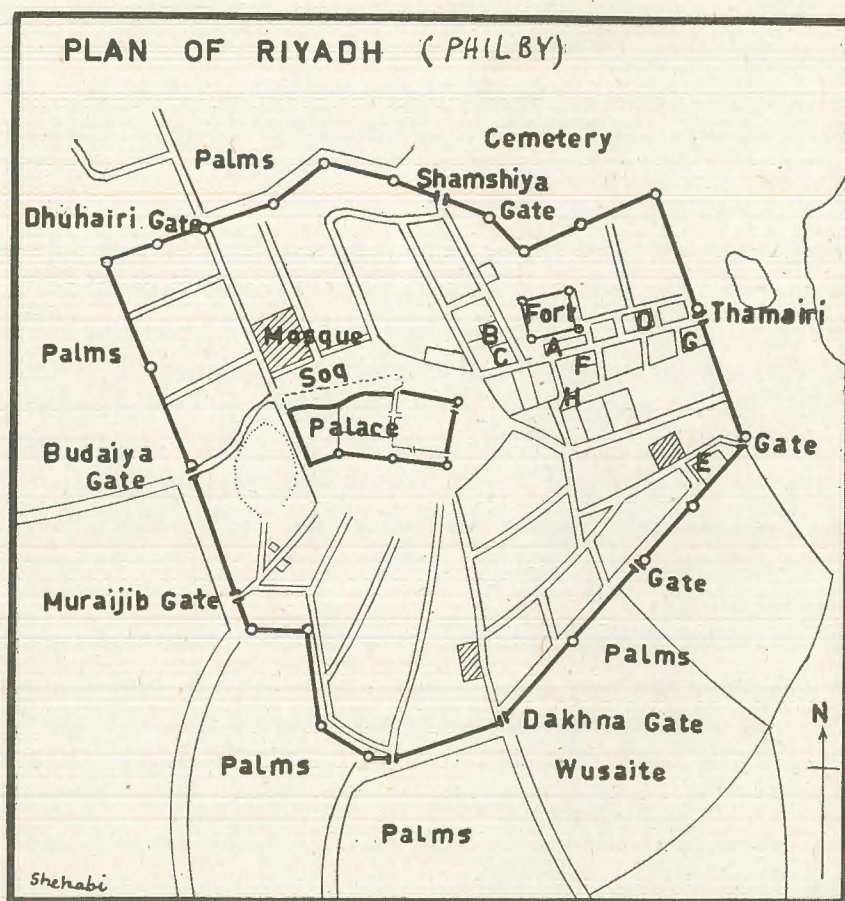 PLAN OF RIYADH (PHILBY)
Cemetery
Palms
Shamshiya
Gate
Dhuhairi Gate
Fort
Thamairi
Mosque
B
D
A
G
C
F
Palms
Soq
H
Palace
Budaiya
Gate
Gate
E
Muraijib Gate
Gate
Palms
Dakhna Gate
N
Palms
Wusaite
Palms
Shehabi